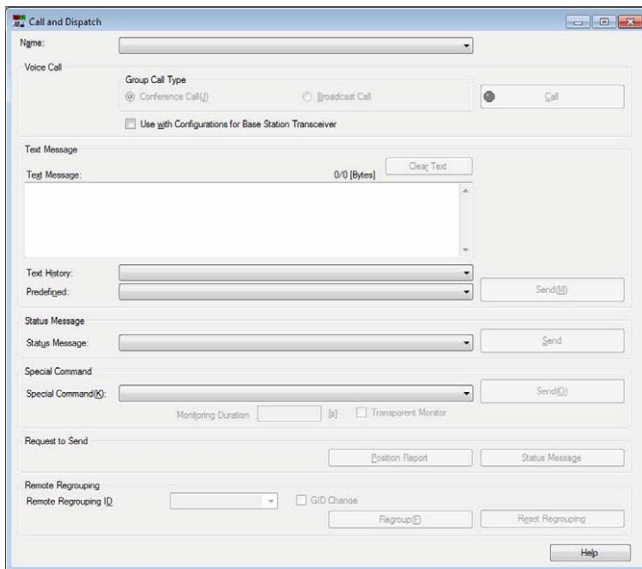 Call and Dispatch
Name:
Voice Call
Group Call Type
Conference Call(J)
Broadcast Call
Call
Use with Configurations for Base Station Transceiver
Text Message
Clear Text
Text Message:
0/0 [Bytes]
Text History:
Predefined:
Send(M)
Status Message
Status Message:
Send
Special Command
Special Command(K):
Send(O)
Monitoring Duration
[s]
Transparent Monitor
Request to Send
Position Report
Status Message
Remote Regrouping
Remote Regrouping ID
GID Change
Regroup(F)
Reset Regrouping
Help